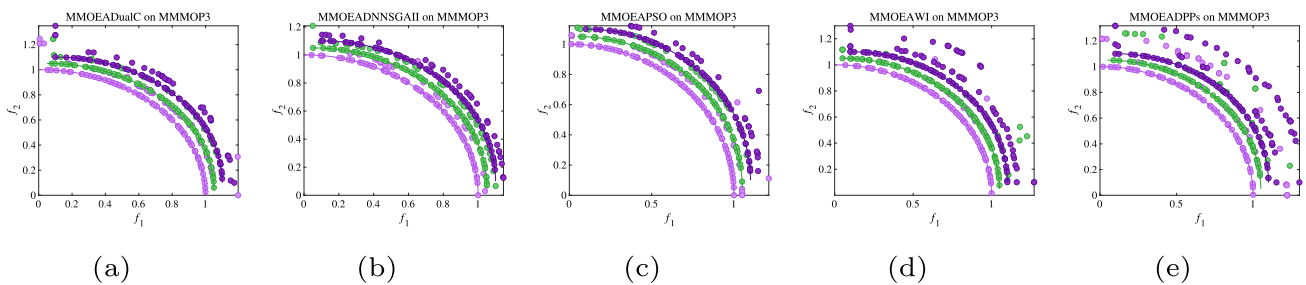 MMOEADualC on MMMOP3
f2
1.2
1
0.8
0.6
0.4
0.2
0
0 0.2 0.4 0.6 0.8 1
f1
(a)
MMOEADNNSGAII on MMMOP3
f2
1.2
1
0.8
0.6
0.4
0.2
0
0 0.2 0.4 0.6 0.8 1
f1
(b)
MMOEAPSO on MMMOP3
f2
1
0.8
0.6
0.4
0.2
0
0.5 1
f1
(c)
MMOEAWI on MMMOP3
f2
1.2
1
0.8
0.6
0.4
0.2
0.5 1
f1
(d)
MMOEADPPs on MMMOP3
f2
1.2
1
0.8
0.6
0.4
0.2
0
0 0.5 1
f1
(e)